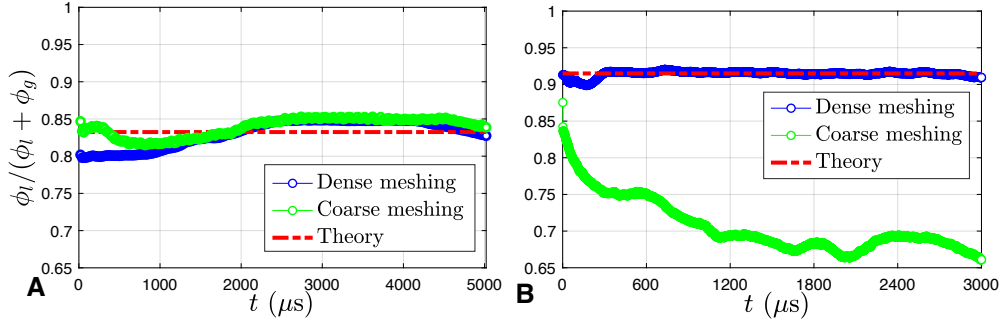 ϕl/(ϕl + ϕg)
1
0.95
0.9
0.85
0.8
0.75
0.7
0.65
0
1000
2000
3000
4000
5000
t (μs)
Dense meshing
Coarse meshing
Theory
A
1
0.95
0.9
0.85
0.8
0.75
0.7
0.65
0
600
1200
1800
2400
3000
t (μs)
Dense meshing
Coarse meshing
Theory
B